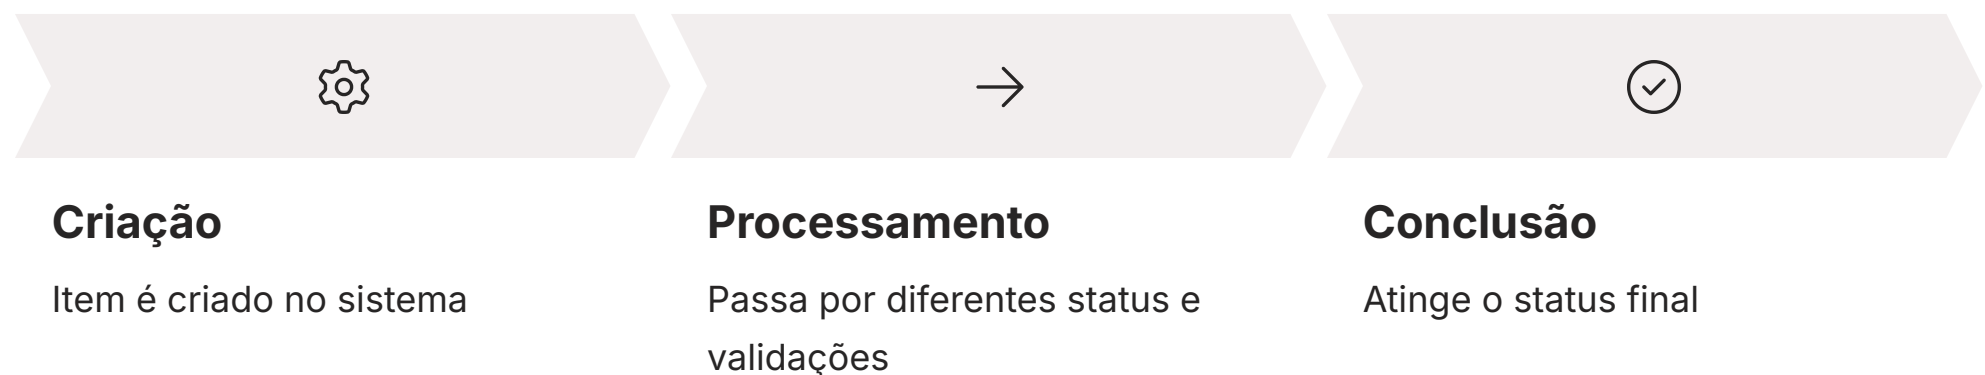 Criação
Item é criado no sistema
Processamento
Passa por diferentes status e
validações
Conclusão
Atinge o status final